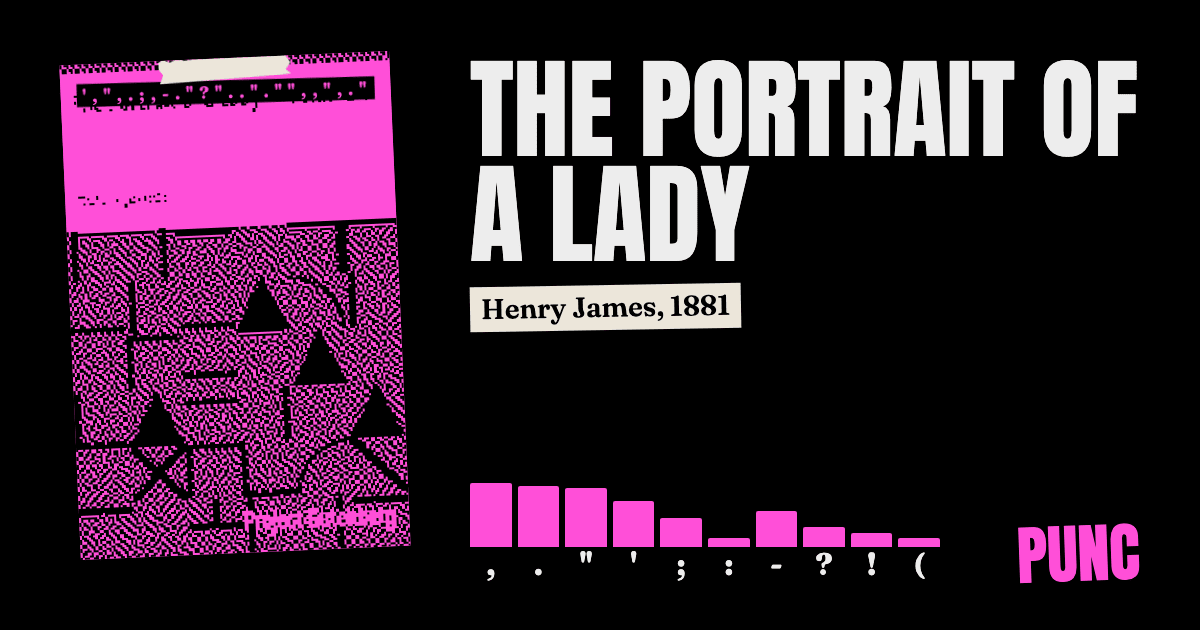 ',",.:;,-."?"..".""',,",."
THE PORTRAIT OF
A LADY
Henry James, 1881
, . " ' ; : - ? ! (
PUNC